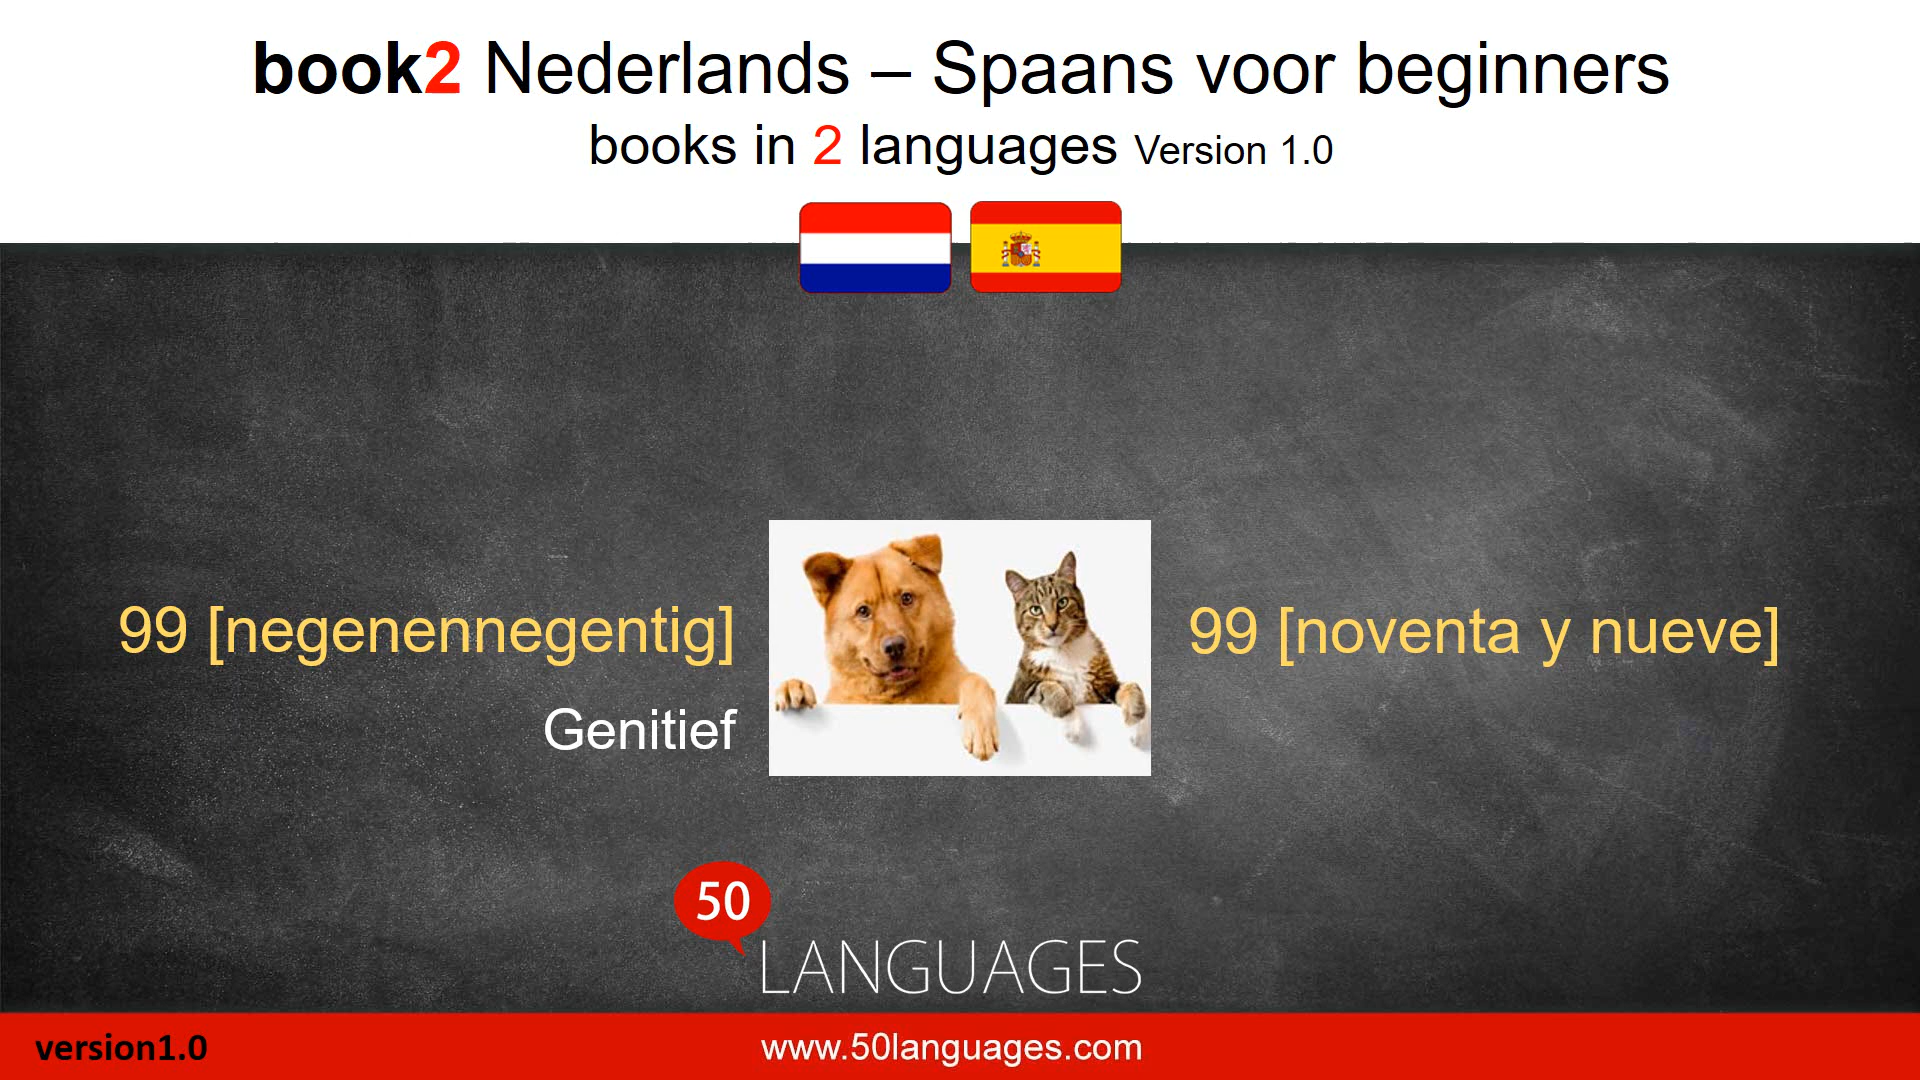 book2 Nederlands – Spaans voor beginners
books in 2 languages Version 1.0
99 [negenennegentig]
Genitief
99 [noventa y nueve]
50
LANGUAGES
version1.0
www.50languages.com